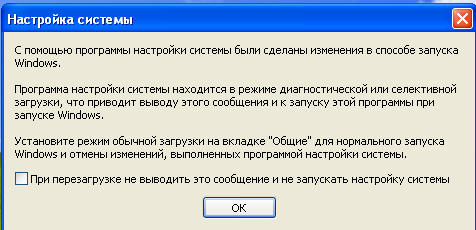 Настройка системы
С помощью программы настройки системы были сделаны изменения в способе запуска
Windows.
Программа настройки системы находится в режиме диагностической или селективной
загрузки, что приводит выводу этого сообщения и к запуску этой программы при
запуске Windows.
Установите режим обычной загрузки на вкладке "Общие" для нормального запуска
Windows и отмены изменений, выполненных программой настройки системы.
При перезагрузке не выводить это сообщение и не запускать настройку системы
ОК